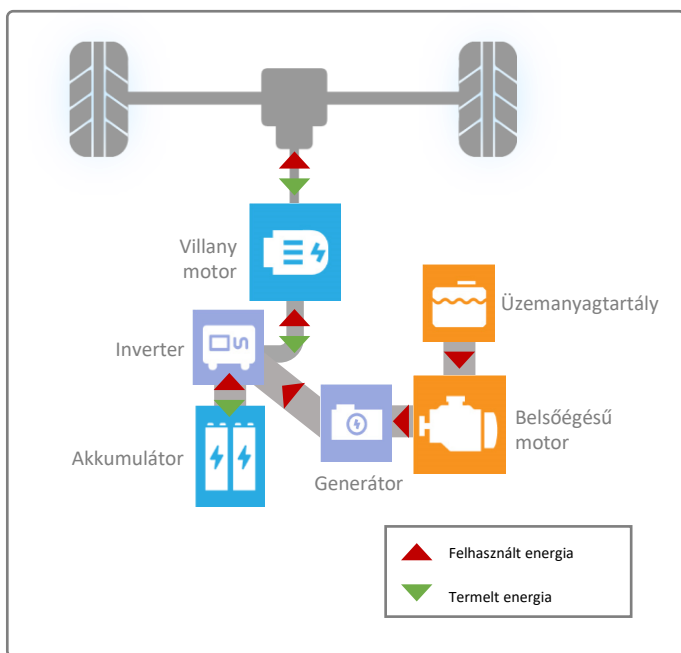 Villany
motor
Üzemanyagtartály
Inverter
Belsőégésű
motor
Akkumulátor
Generátor
Felhasznált energia
Termelt energia